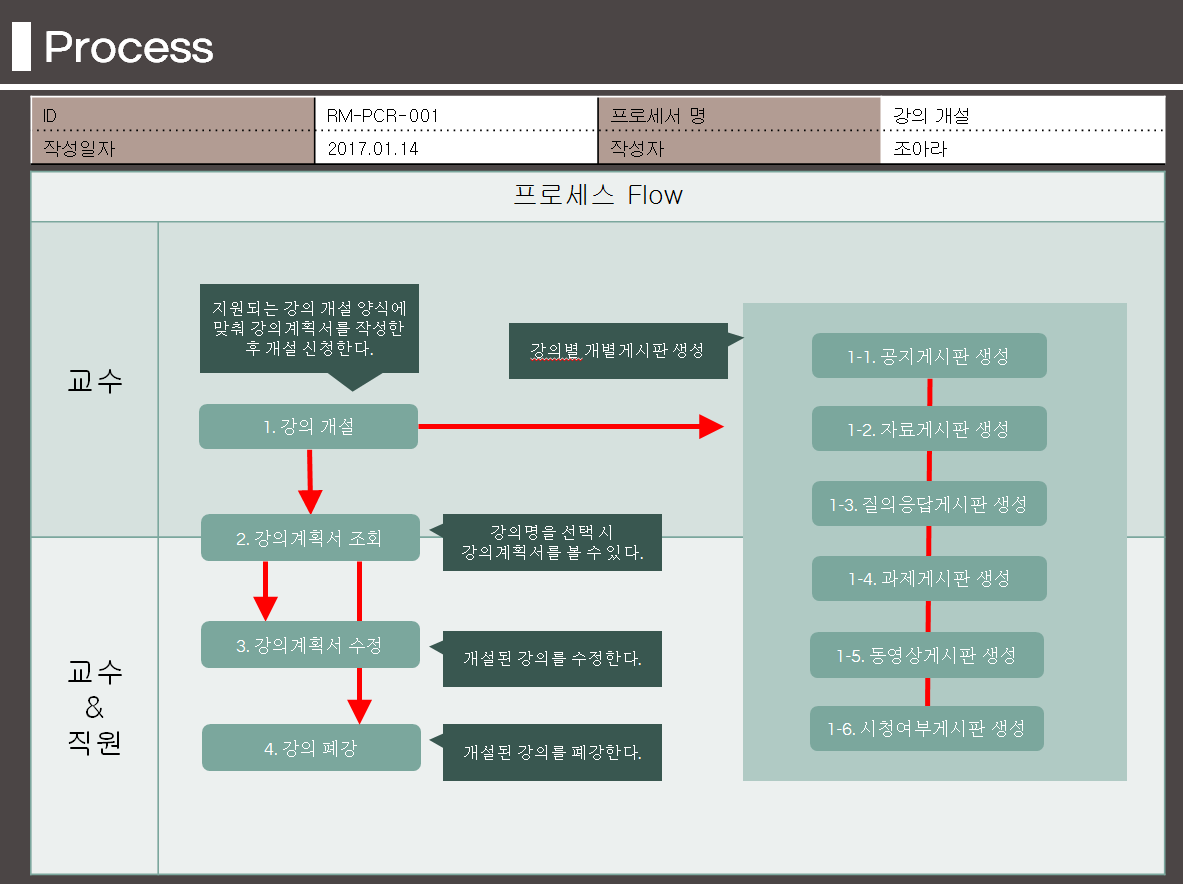 Process
ID
RM-PCR-001
프로세서 명
강의 개설
작성일자
2017.01.14
작성자
조아라
프로세스 Flow
교수
지원되는 강의 개설 양식에
맞춰 강의계획서를 작성한
후 개설 신청한다.
강의별 개별게시판 생성
1. 강의 개설
2. 강의계획서 조회
강의명을 선택 시
강의계획서를 볼 수 있다.
교수
&
직원
3. 강의계획서 수정
개설된 강의를 수정한다.
4. 강의 폐강
개설된 강의를 폐강한다.
1-1. 공지게시판 생성
1-2. 자료게시판 생성
1-3. 질의응답게시판 생성
1-4. 과제게시판 생성
1-5. 동영상게시판 생성
1-6. 시청여부게시판 생성